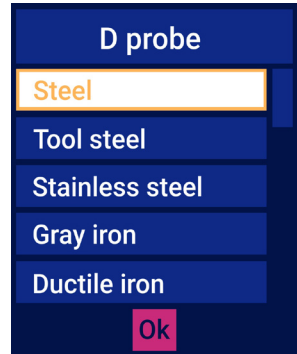 D probe
Steel
Tool steel
Stainless steel
Gray iron
Ductile iron
Ok